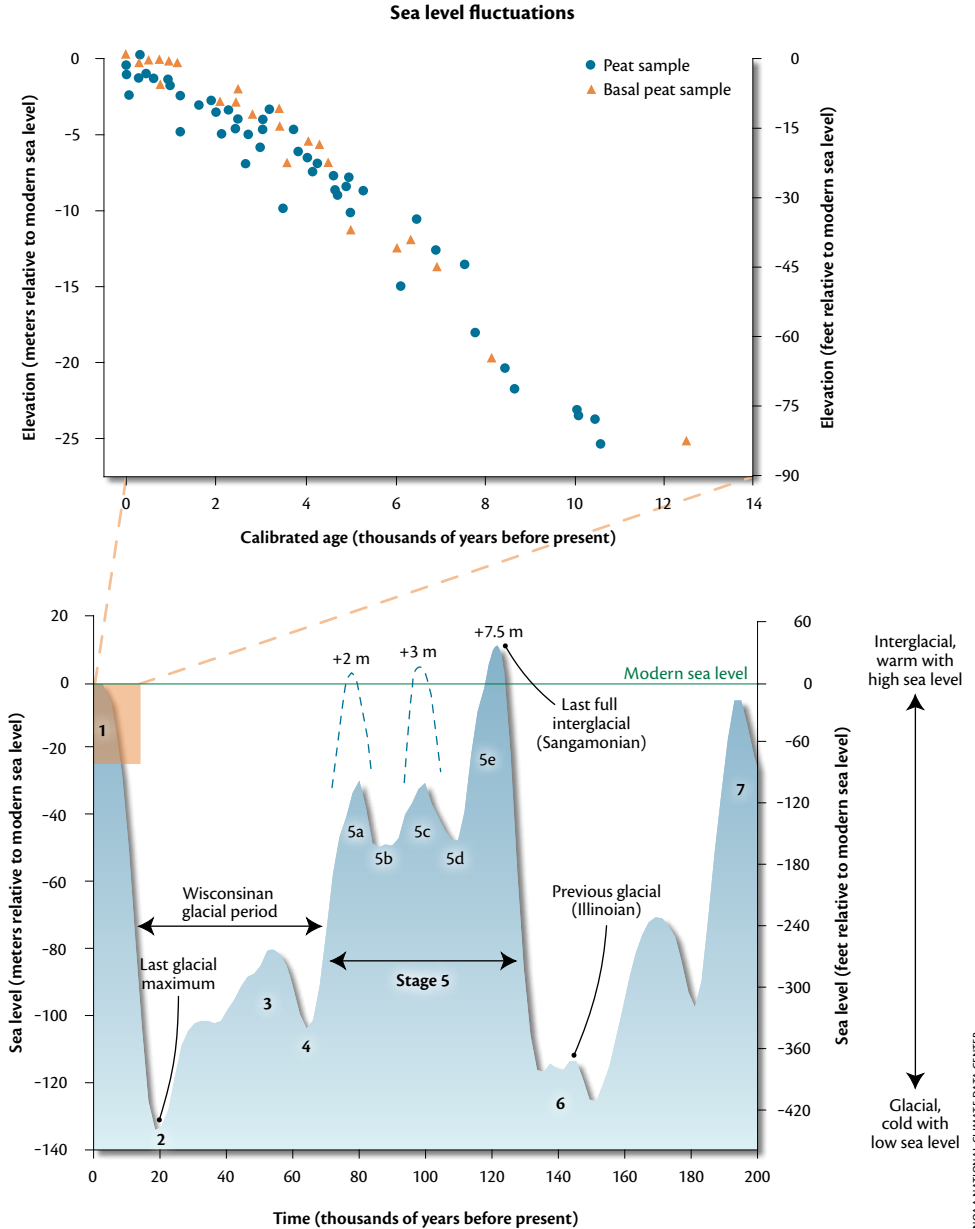 Sea level fluctuations
0
−5
−10
−15
−20
−25
Elevation (meters relative to modern sea level)
Peat sample
Basal peat sample
0
−15
−30
−45
−60
−75
−90
Elevation (feet relative to modern sea level)
0 2 4 6 8 10 12 14
Calibrated age (thousands of years before present)
20
0
−20
−40
−60
−80
−100
−120
−140
Sea level (meters relative to modern sea level)
+2 m
+3 m
+7.5 m
Modern sea level
Last full
interglacial
(Sangamonian)
1
5e
5a
5b
5c
5d
7
Wisconsinan
glacial period
Previous glacial
(Illinoian)
Last glacial
maximum
Stage 5
3
4
6
2
60
0
−60
−120
−180
−240
−300
−360
−420
Sea level (feet relative to modern sea level)
0 20 40 60 80 100 120 140 160 180 200
Time (thousands of years before present)
Interglacial,
warm with
high sea level
Glacial,
cold with
low sea level